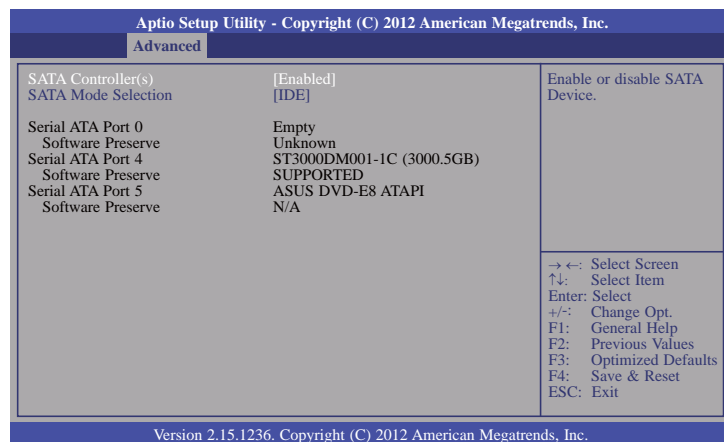 Aptio Setup Utility - Copyright (C) 2012 American Megatrends, Inc.
Advanced
SATA Controller(s) [Enabled]
SATA Mode Selection [IDE]
Serial ATA Port 0 Empty
Software Preserve Unknown
Serial ATA Port 4 ST3000DM001-1C (3000.5GB)
Software Preserve SUPPORTED
Serial ATA Port 5 ASUS DVD-E8 ATAPI
Software Preserve N/A
Enable or disable SATA
Device.
→ ←: Select Screen
↑↓: Select Item
Enter: Select
+/-: Change Opt.
F1: General Help
F2: Previous Values
F3: Optimized Defaults
F4: Save & Reset
ESC: Exit
Version 2.15.1236. Copyright (C) 2012 American Megatrends, Inc.